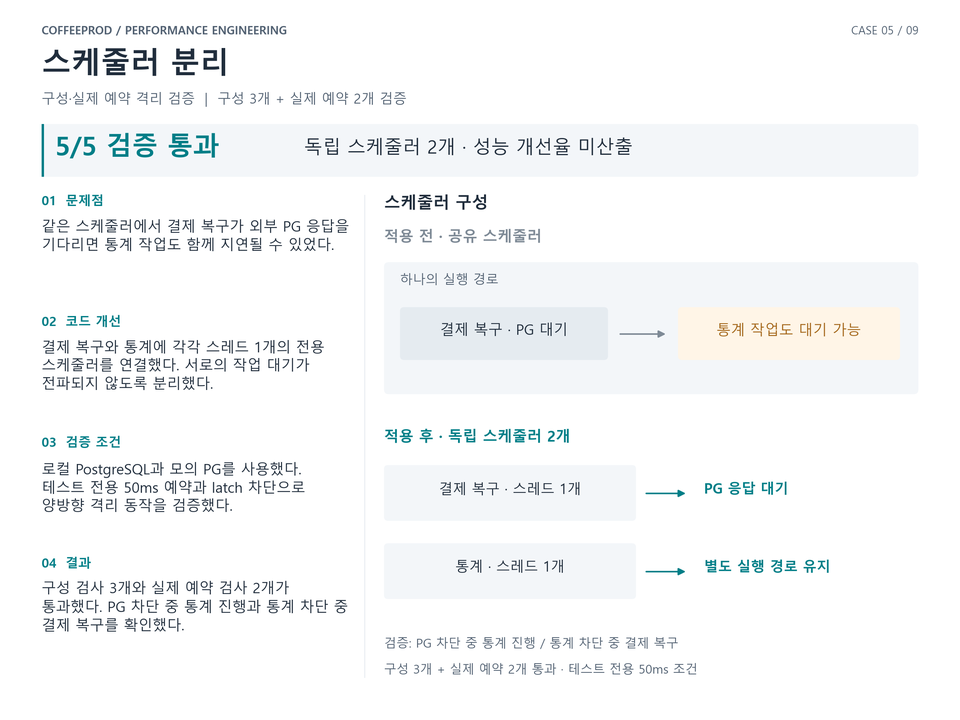 COFFEEPROD / PERFORMANCE ENGINEERING
CASE 05 / 09
스케줄러 분리
구성·실제 예약 격리 검증 | 구성 3개 + 실제 예약 2개 검증
5/5 검증 통과
독립 스케줄러 2개 · 성능 개선율 미산출
01 문제점
같은 스케줄러에서 결제 복구가 외부 PG 응답을
기다리면 통계 작업도 함께 지연될 수 있었다.
02 코드 개선
결제 복구와 통계에 각각 스레드 1개의 전용
스케줄러를 연결했다. 서로의 작업 대기가
전파되지 않도록 분리했다.
03 검증 조건
로컬 PostgreSQL과 모의 PG를 사용했다.
테스트 전용 50ms 예약과 latch 차단으로
양방향 격리 동작을 검증했다.
04 결과
구성 검사 3개와 실제 예약 검사 2개가
통과했다. PG 차단 중 통계 진행과 통계 차단 중
결제 복구를 확인했다.
스케줄러 구성
적용 전 · 공유 스케줄러
하나의 실행 경로
결제 복구 · PG 대기
통계 작업도 대기 가능
적용 후 · 독립 스케줄러 2개
결제 복구 · 스레드 1개
PG 응답 대기
통계 · 스레드 1개
별도 실행 경로 유지
검증: PG 차단 중 통계 진행 / 통계 차단 중 결제 복구
구성 3개 + 실제 예약 2개 통과 · 테스트 전용 50ms 조건